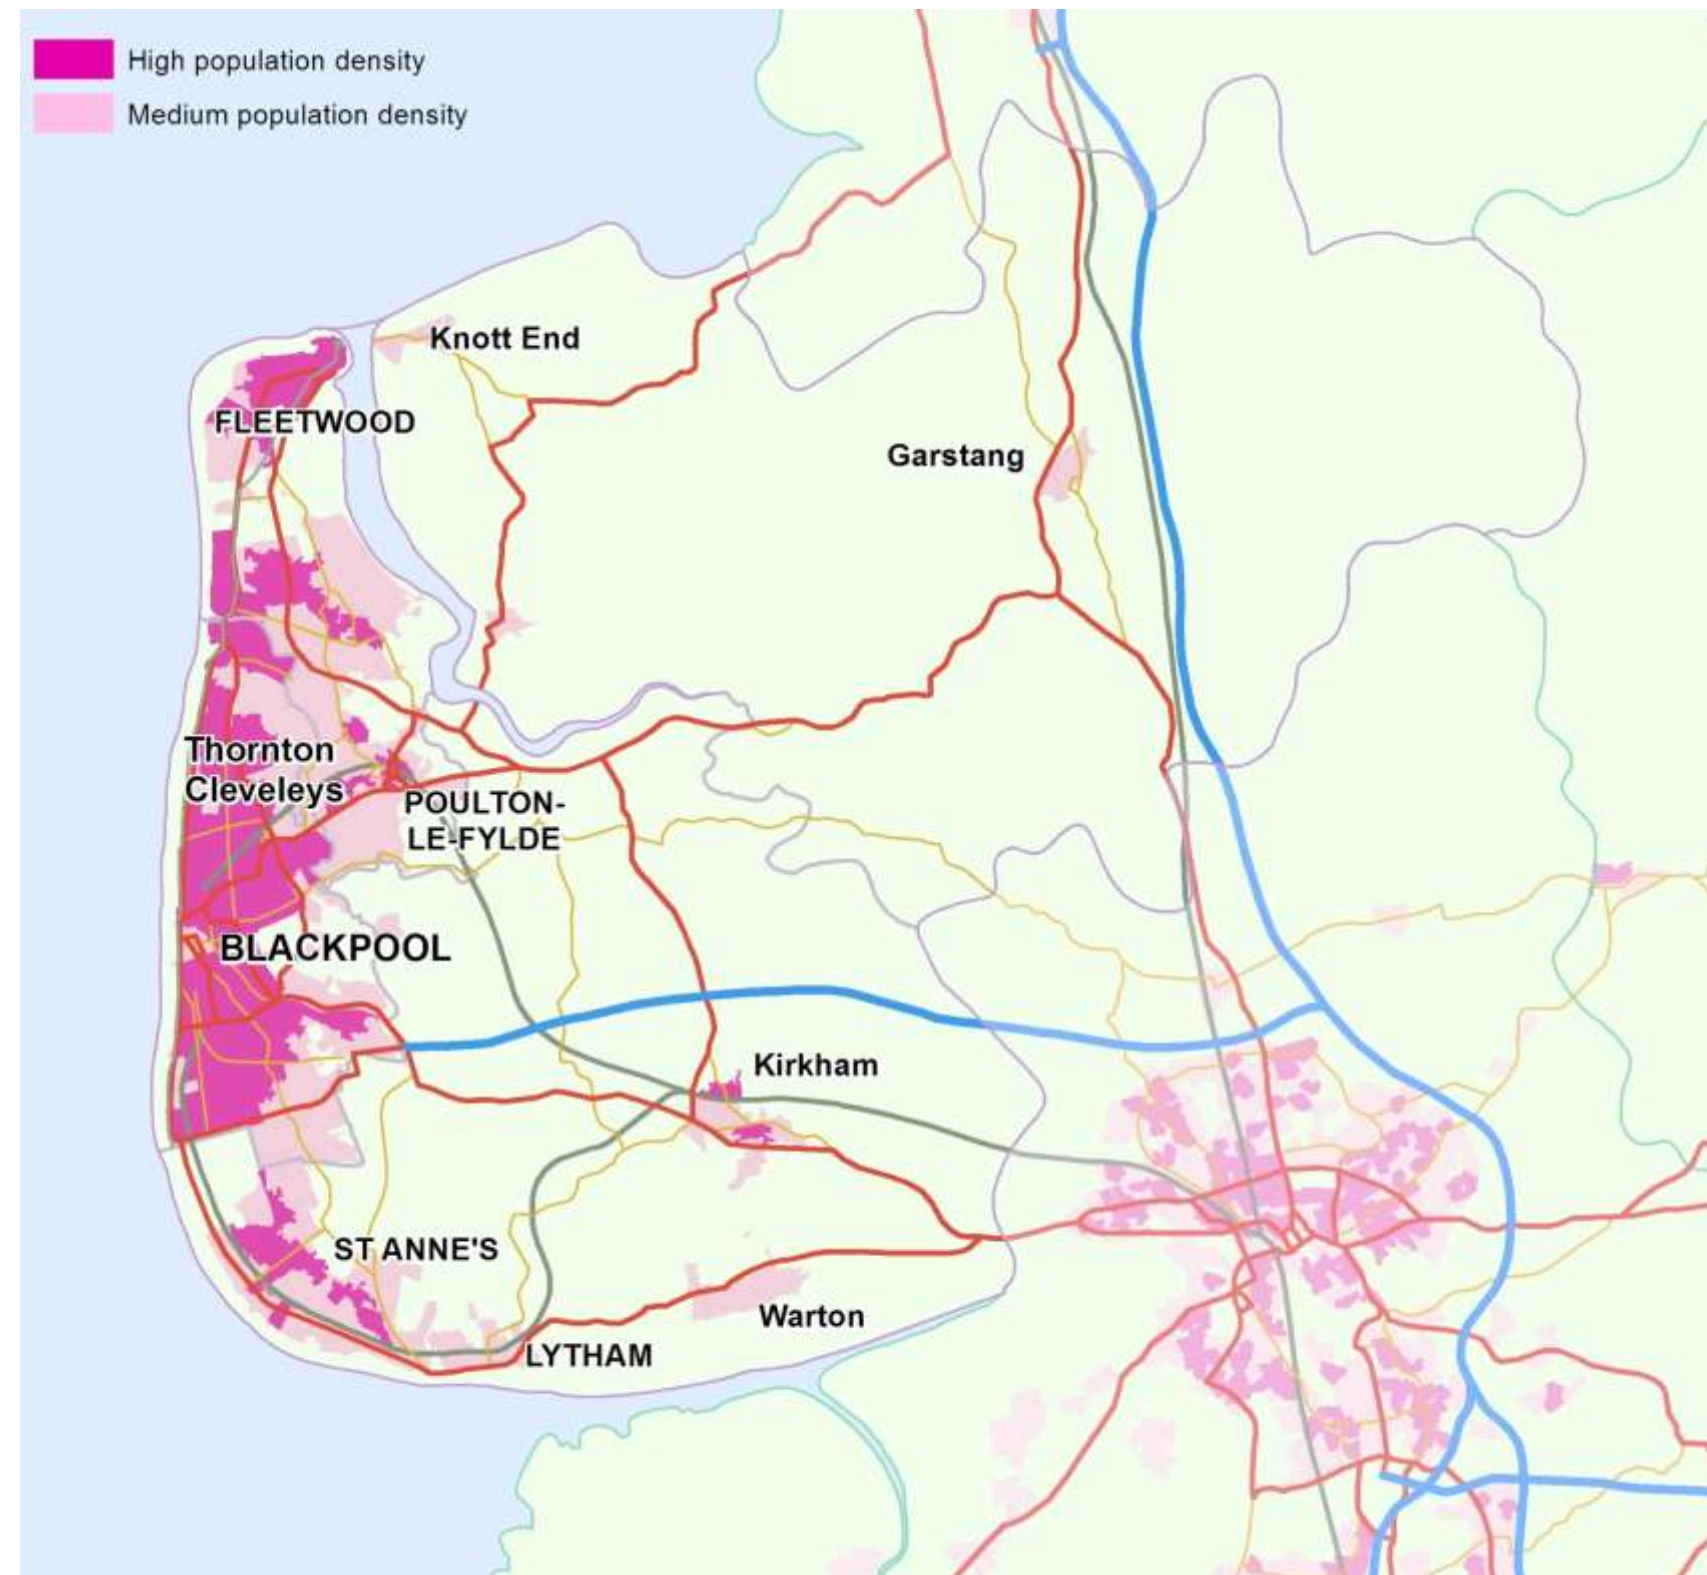 High population density
Medium population density
Knott End
FLEETWOOD
Garstang
Thornton
Cleveleys
POULTON-
LE-FYLDE
BLACKPOOL
Kirkham
ST ANNE'S
Warton
LYTHAM